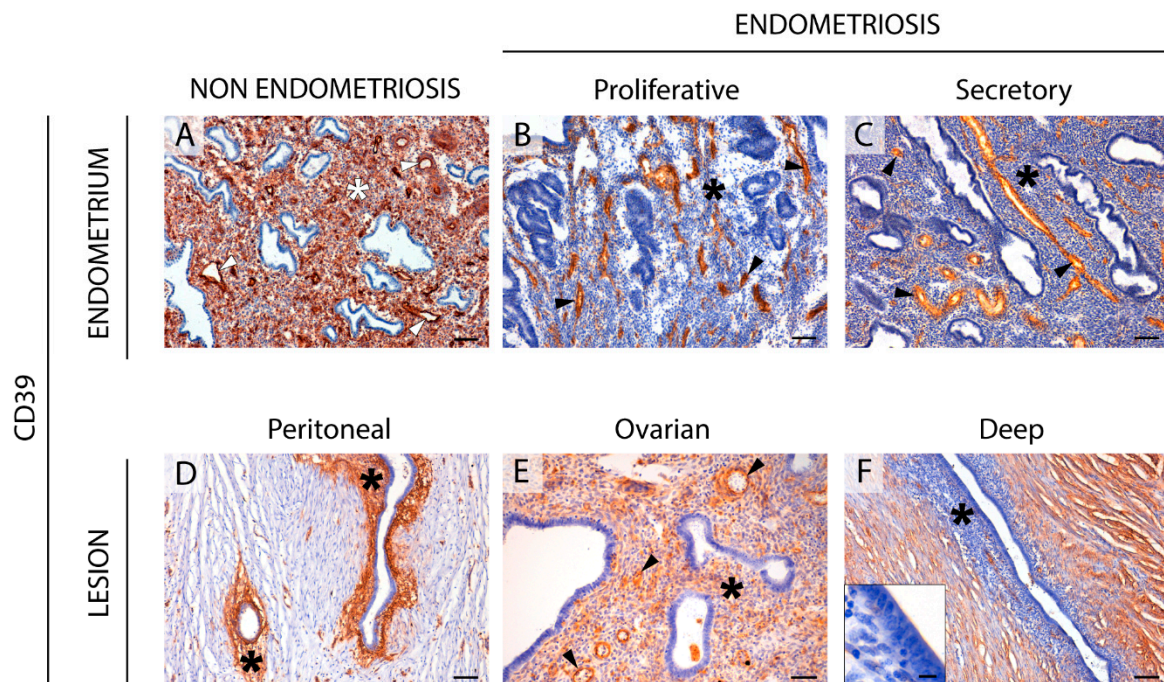 ENDOMETRIOSIS
NON ENDOMETRIOSIS
Proliferative
Secretory
CD39
ENDOMETRIUM
A
B
C
*
*
*
Peritoneal
Ovarian
Deep
LESION
D
E
F
*
*
*
*